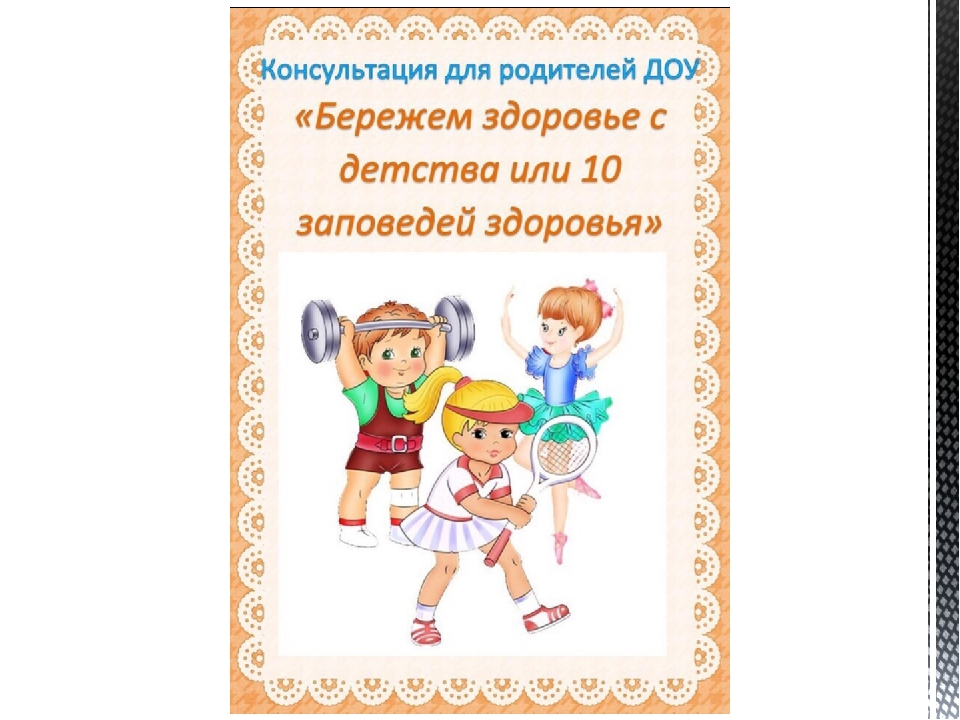 Консультация для родителей ДОУ
«Бережем здоровье с
детства или 10
заповедей здоровья»